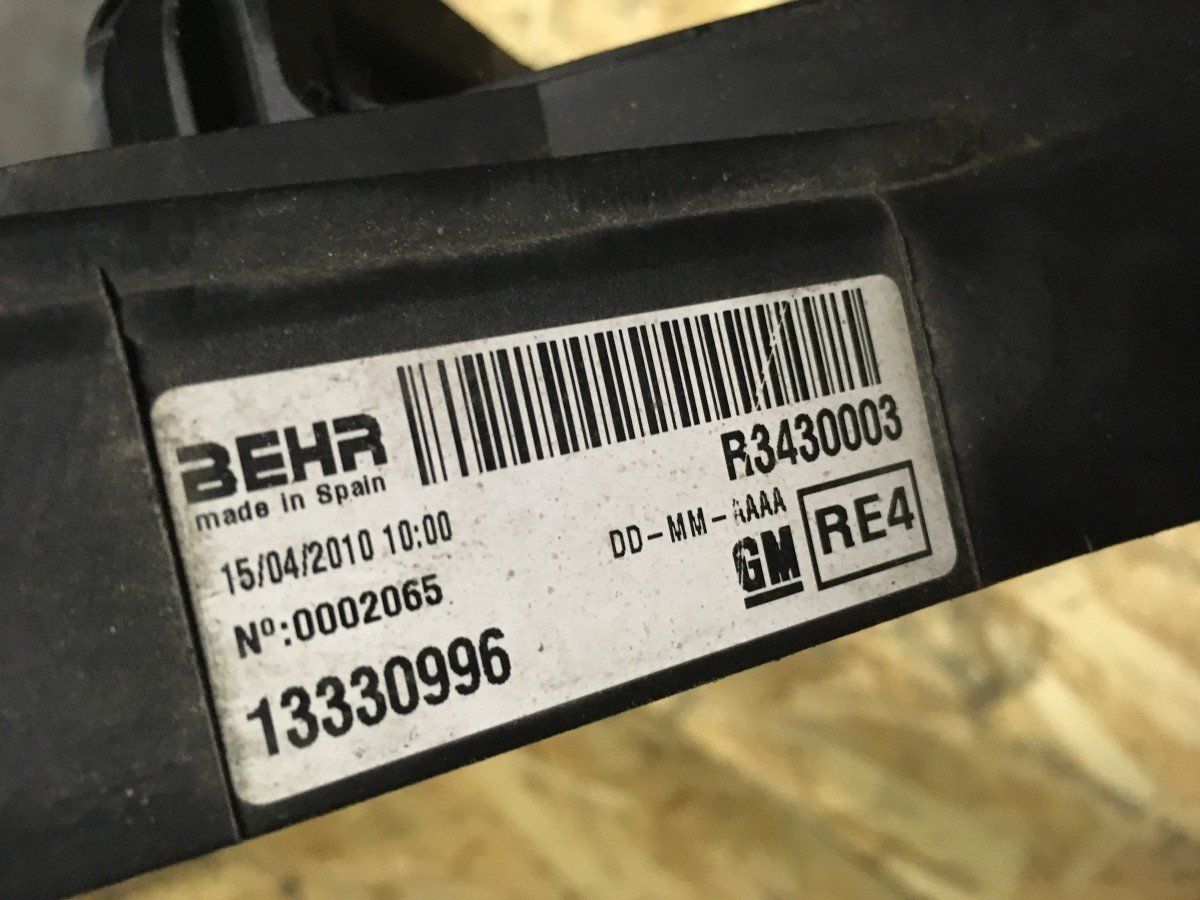 BEHR
made in Spain
R3430003
15/04/2010 10:00
DD-MM-AAAA
Nº:0002065
GM
RE4
13330996